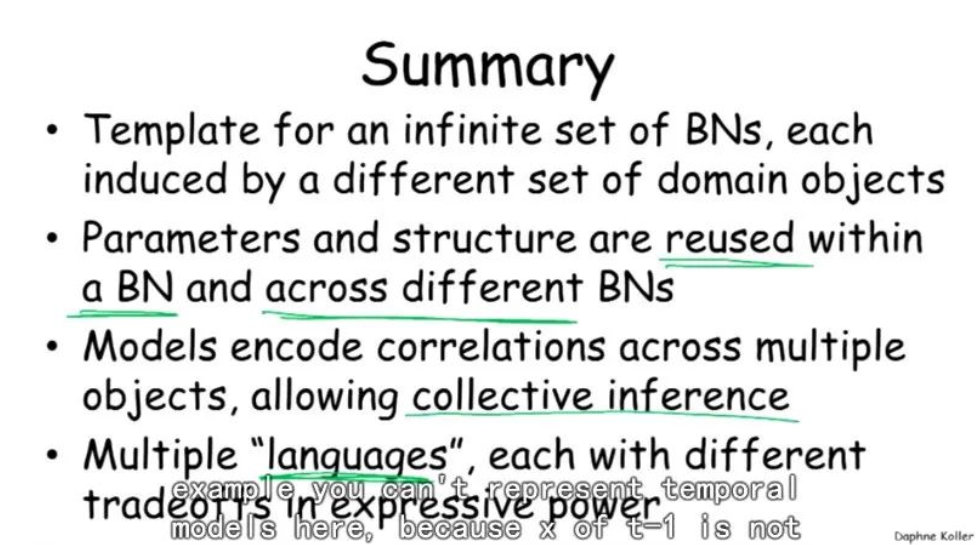 Summary
• Template for an infinite set of BNs, each
induced by a different set of domain objects
• Parameters and structure are reused within
a BN and across different BNs
• Models encode correlations across multiple
objects, allowing collective inference
• Multiple “languages”, each with different
tradeoffs in expressive power
example you can't represent temporal
models here, because x of t-1 is not
Daphne Koller